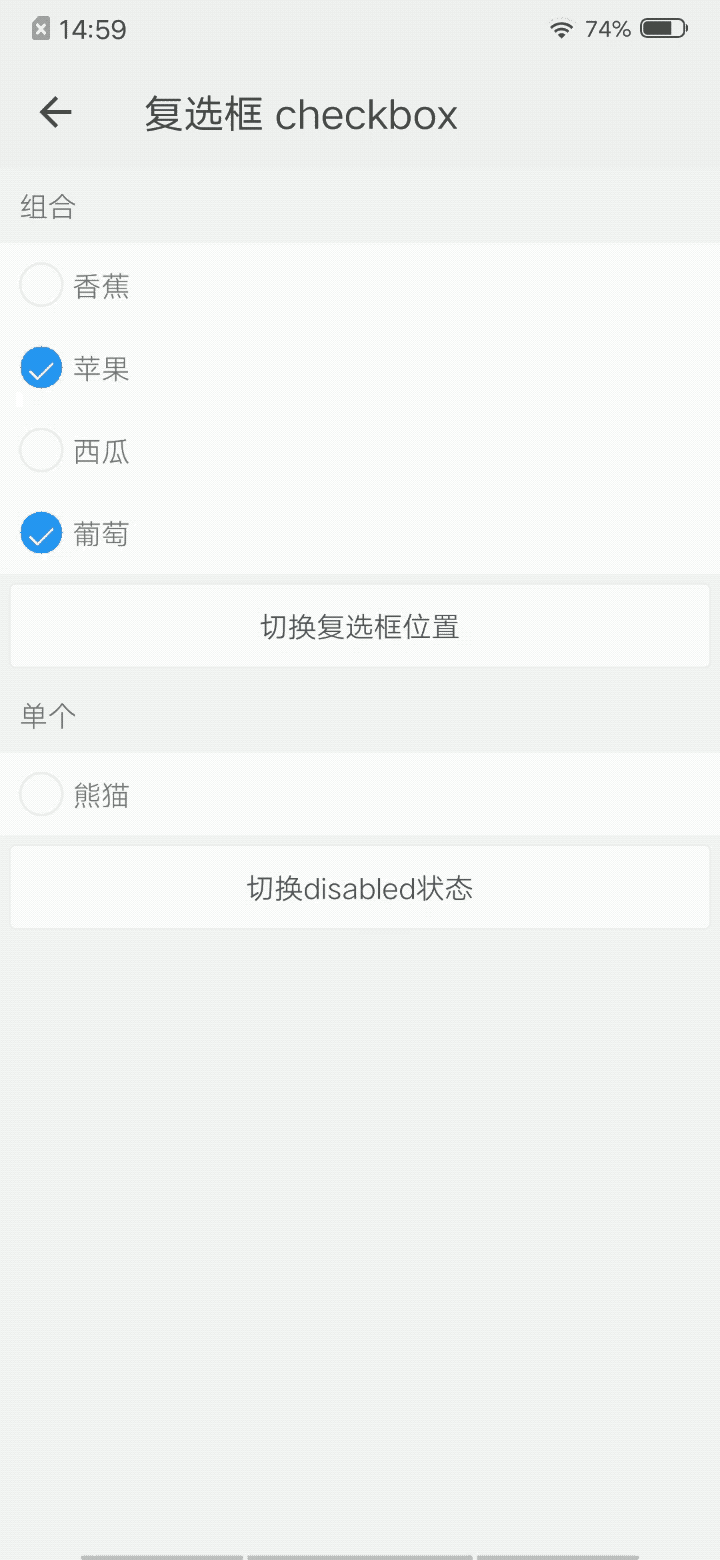 14:59 74%
复选框 checkbox
组合
香蕉
苹果
西瓜
葡萄
切换复选框位置
单个
熊猫
切换disabled状态